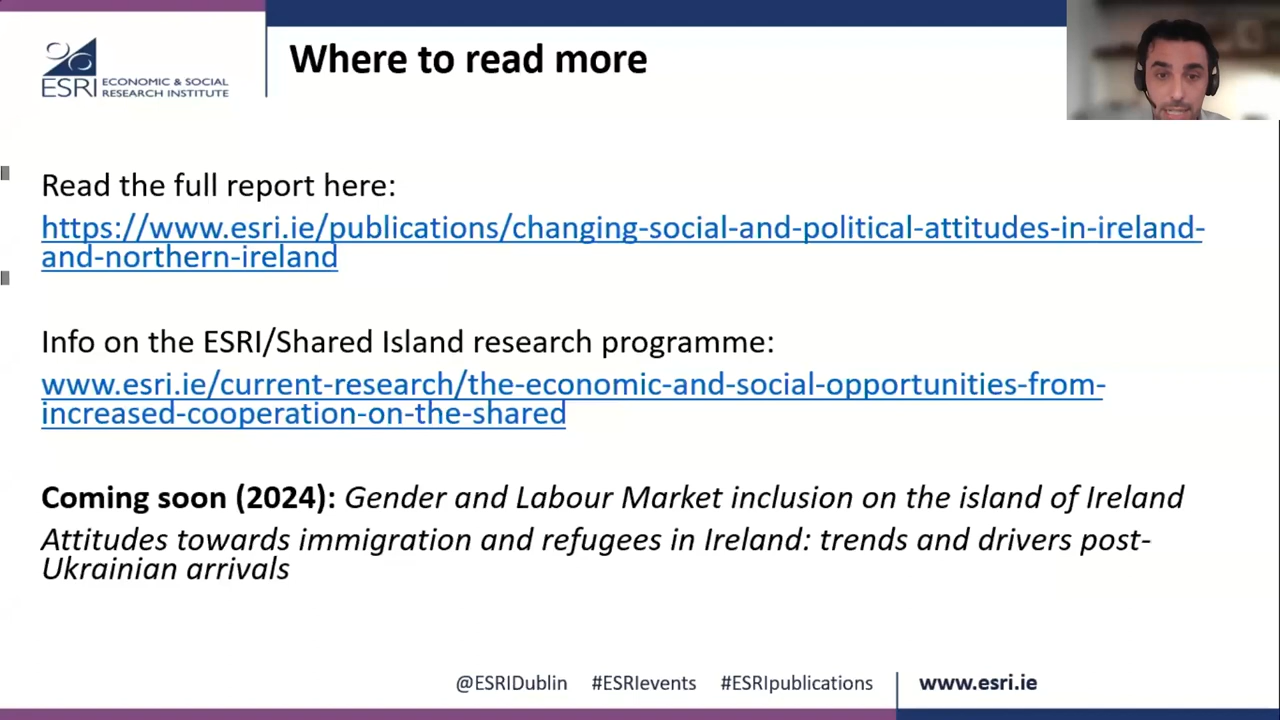 Where to read more
ESRI
ECONOMIC & SOCIAL
RESEARCH INSTITUTE
Read the full report here:
https://www.esri.ie/publications/changing-social-and-political-attitudes-in-ireland-
and-northern-ireland
Info on the ESRI/Shared Island research programme:
www.esri.ie/current-research/the-economic-and-social-opportunities-from-
increased-cooperation-on-the-shared
Coming soon (2024): Gender and Labour Market inclusion on the island of Ireland
Attitudes towards immigration and refugees in Ireland: trends and drivers post-
Ukrainian arrivals
@ESRIDublin #ESRIevents #ESRIpublications www.esri.ie